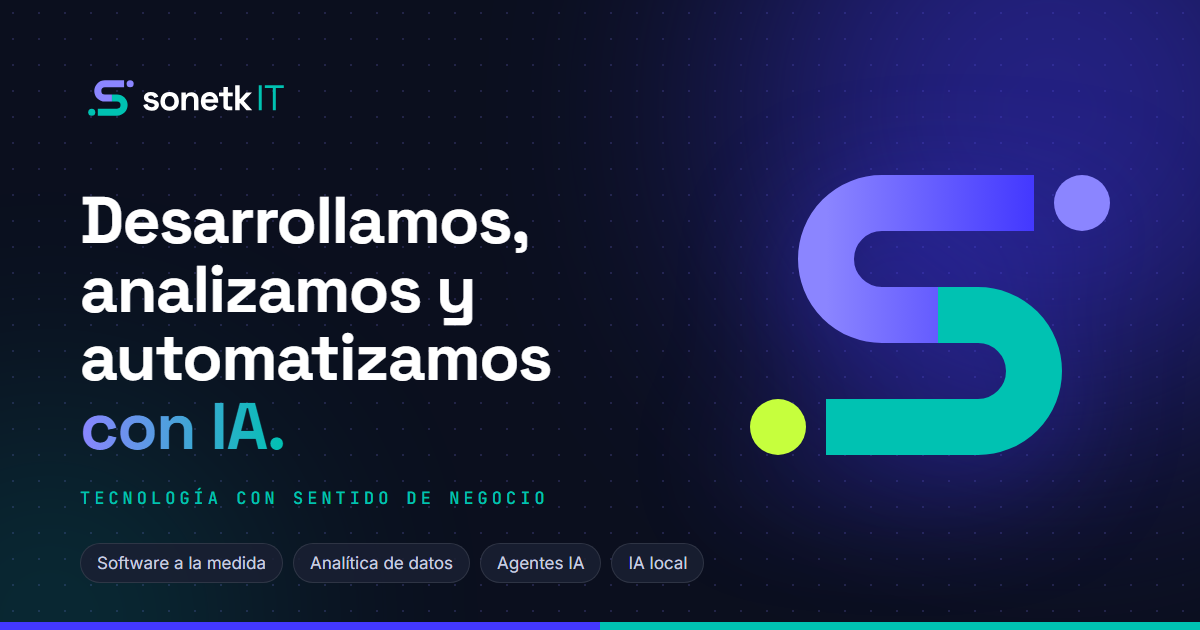 sonetk IT
Desarrollamos,
analizamos y
automatizamos
con IA.
TECNOLOGÍA CON SENTIDO DE NEGOCIO
Software a la medida
Analítica de datos
Agentes IA
IA local